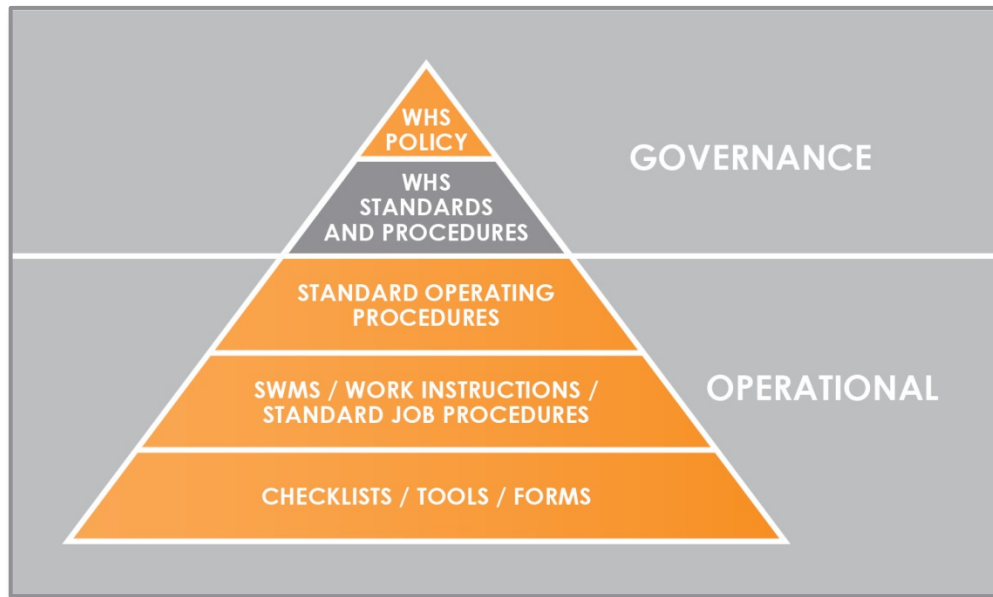 WHS
POLICY
GOVERNANCE
WHS
STANDARDS
AND PROCEDURES
STANDARD OPERATING
PROCEDURES
SWMS / WORK INSTRUCTIONS /
STANDARD JOB PROCEDURES
OPERATIONAL
CHECKLISTS / TOOLS / FORMS